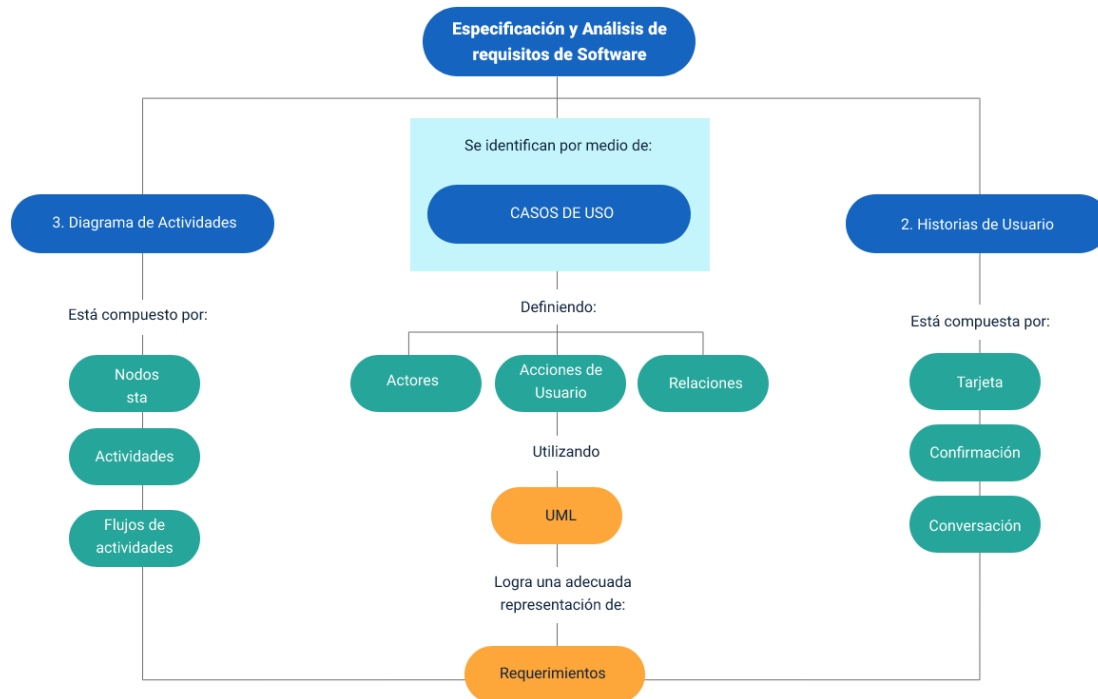 Especificación y Análisis de
requisitos de Software
Se identifican por medio de:
CASOS DE USO
3. Diagrama de Actividades
2. Historias de Usuario
Está compuesto por:
Definiendo:
Está compuesta por:
Nodos
sta
Actores
Acciones de
Usuario
Relaciones
Tarjeta
Actividades
Utilizando
Confirmación
Flujos de
actividades
UML
Conversación
Logra una adecuada
representación de:
Requerimientos